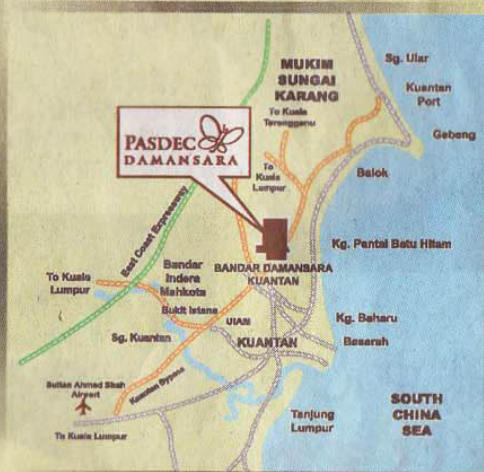 MUKIM
SUNGAI
KARANG
Sg. Ular
Kuantan
Port
Gebeng
To Kuala
Terengganu
PASDEC
DAMANSARA
To
Kuala
Lumpur
Balok
East Coast Expressway
Kg. Pantai Batu Hitam
BANDAR DAMANSARA
KUANTAN
To Kuala
Lumpur
Bandar
Indera
Mahkota
Bukit Istana
UIAM
Kg. Baharu
Beserah
Sg. Kuantan
KUANTAN
Kuantan Bypass
Sultan Ahmad Shah
Airport
To Kuala Lumpur
Tanjung
Lumpur
SOUTH
CHINA
SEA